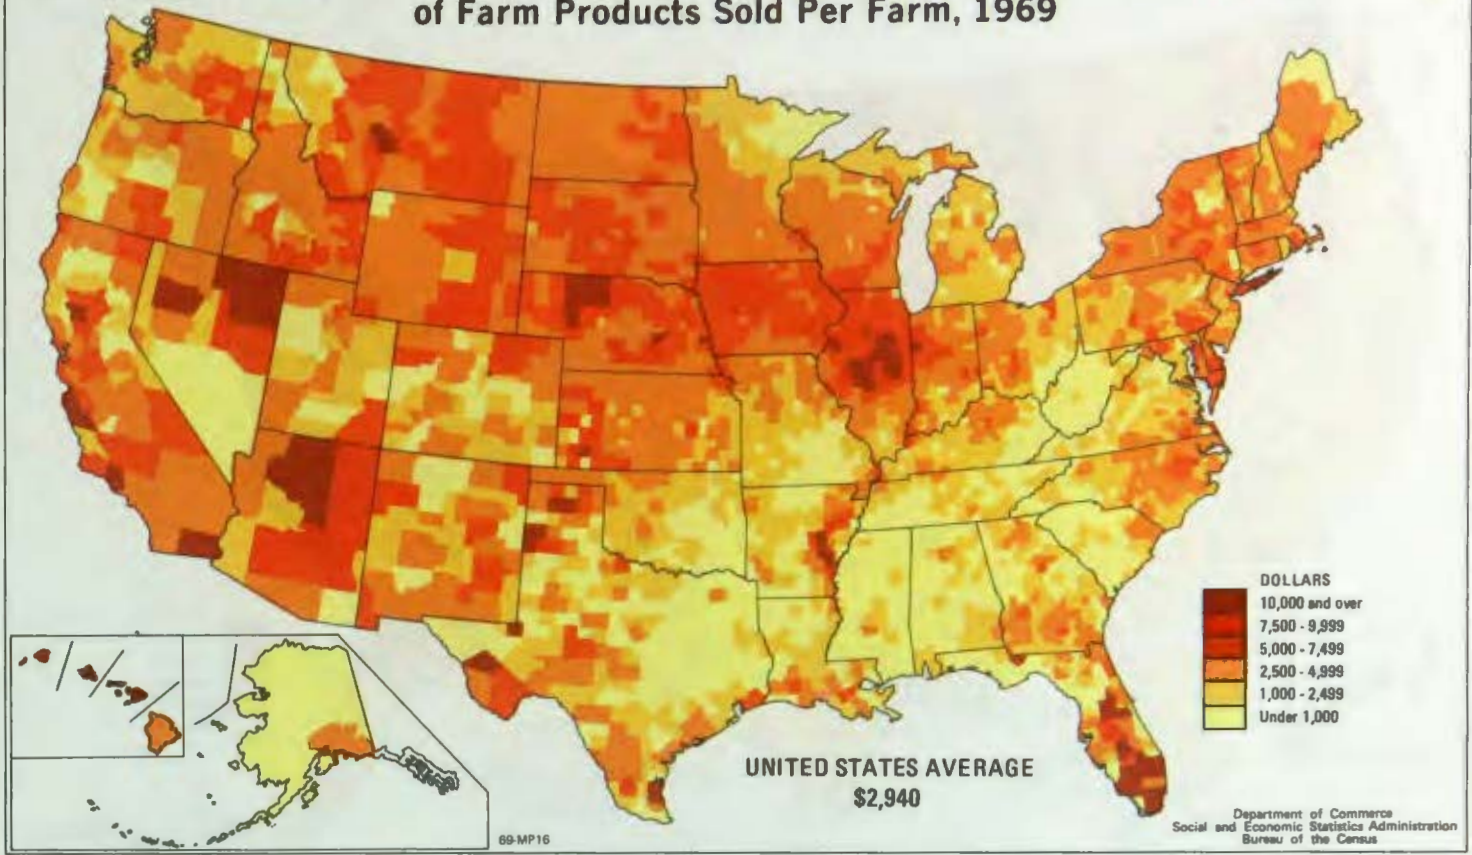 of Farm Products Sold Per Farm, 1969
DOLLARS
10,000 and over
7,500 - 9,999
5,000 - 7,499
2,500 - 4,999
1,000 - 2,499
Under 1,000
UNITED STATES AVERAGE
$2,940
69-MP16
Department of Commerce
Social and Economic Statistics Administration
Bureau of the Census